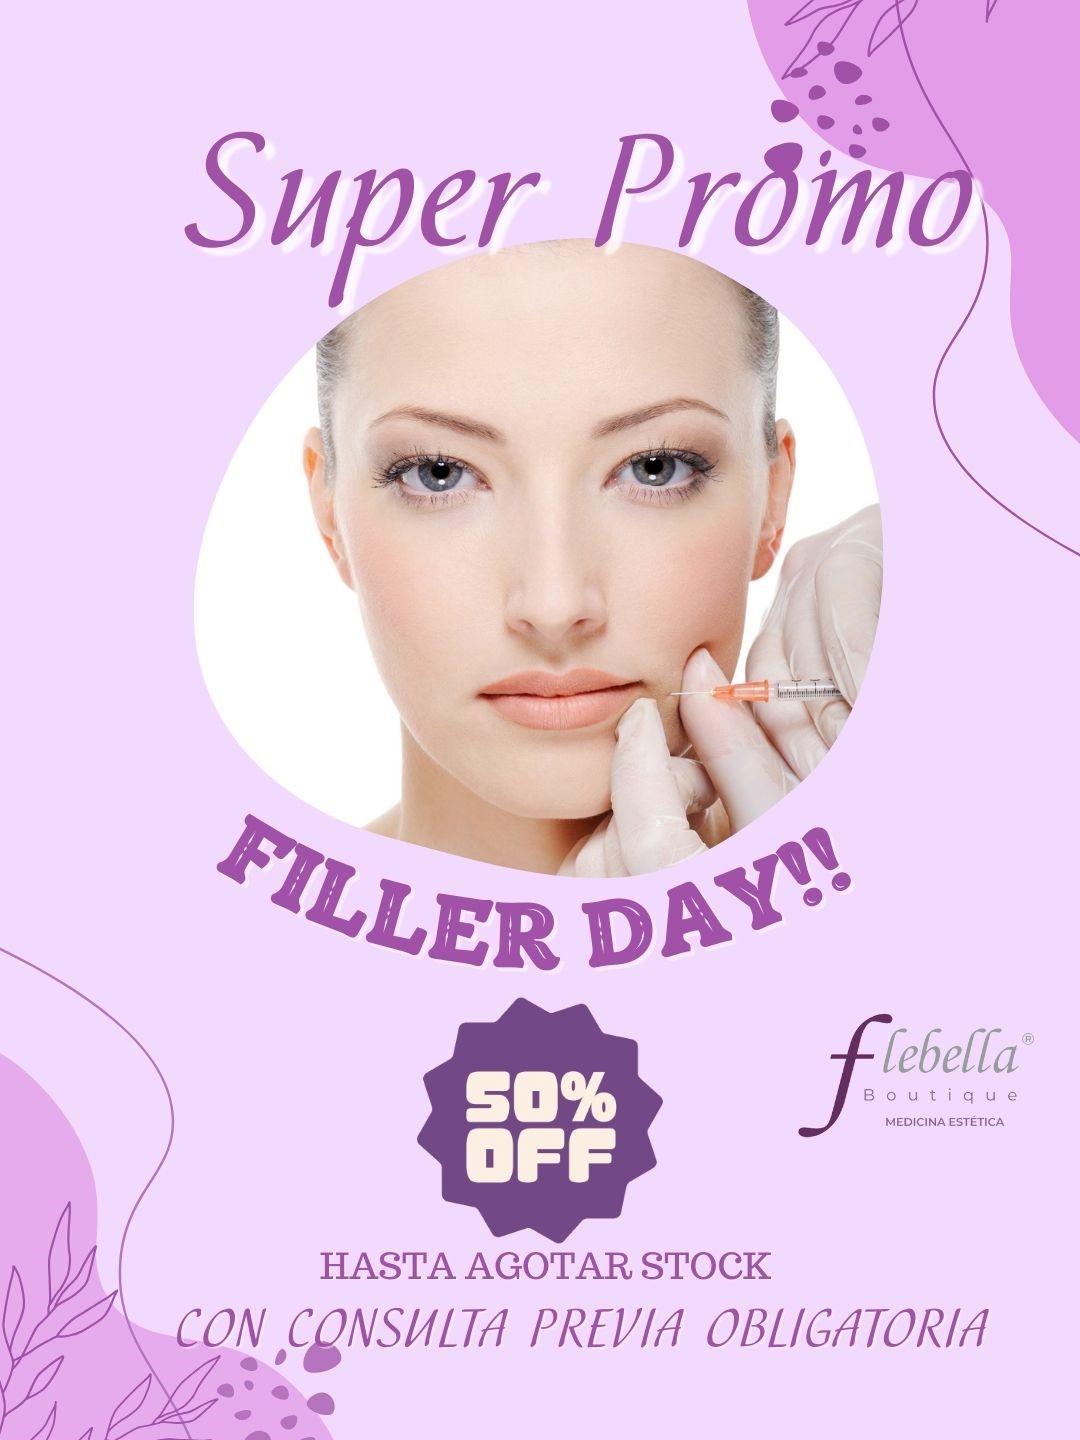 Super Promo
FILLER DAY!!
50%
OFF
flebella®
Boutique
MEDICINA ESTÉTICA
HASTA AGOTAR STOCK
CON CONSULTA PREVIA OBLIGATORIA